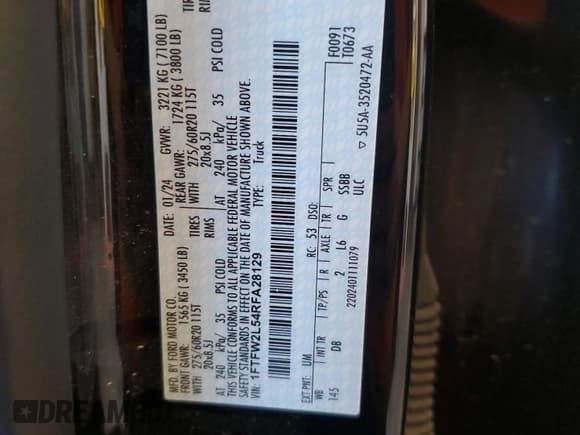 MFD. BY FORD MOTOR CO. DATE: 01/24 GVWR: 3221 KG ( 7100 LB)
FRONT GAWR: 1565 KG ( 3450 LB) REAR GAWR: 1724 KG ( 3800 LB)
275/60R20 115T TIRES WITH 275/60R20 115T TIR
20x8.5J RIMS 20x8.5J RIM
AT 240 kPa/ 35 PSI COLD AT 240 kPa/ 35 PSI COLD
THIS VEHICLE CONFORMS TO ALL APPLICABLE FEDERAL MOTOR VEHICLE
SAFETY STANDARDS IN EFFECT ON THE DATE OF MANUFACTURE SHOWN ABOVE.
VIN: 1FTFW2L54RFA28129 TYPE: Truck
F0091
T0673
EXT PNT: UM RC: 53 DSO:
WB INT TR TP/PS R AXLE TR SPR
145 DB 2 L6 G SSBB
ULC
2202401111079 ▽ 5U5A-3520472-AA
DREAMBID